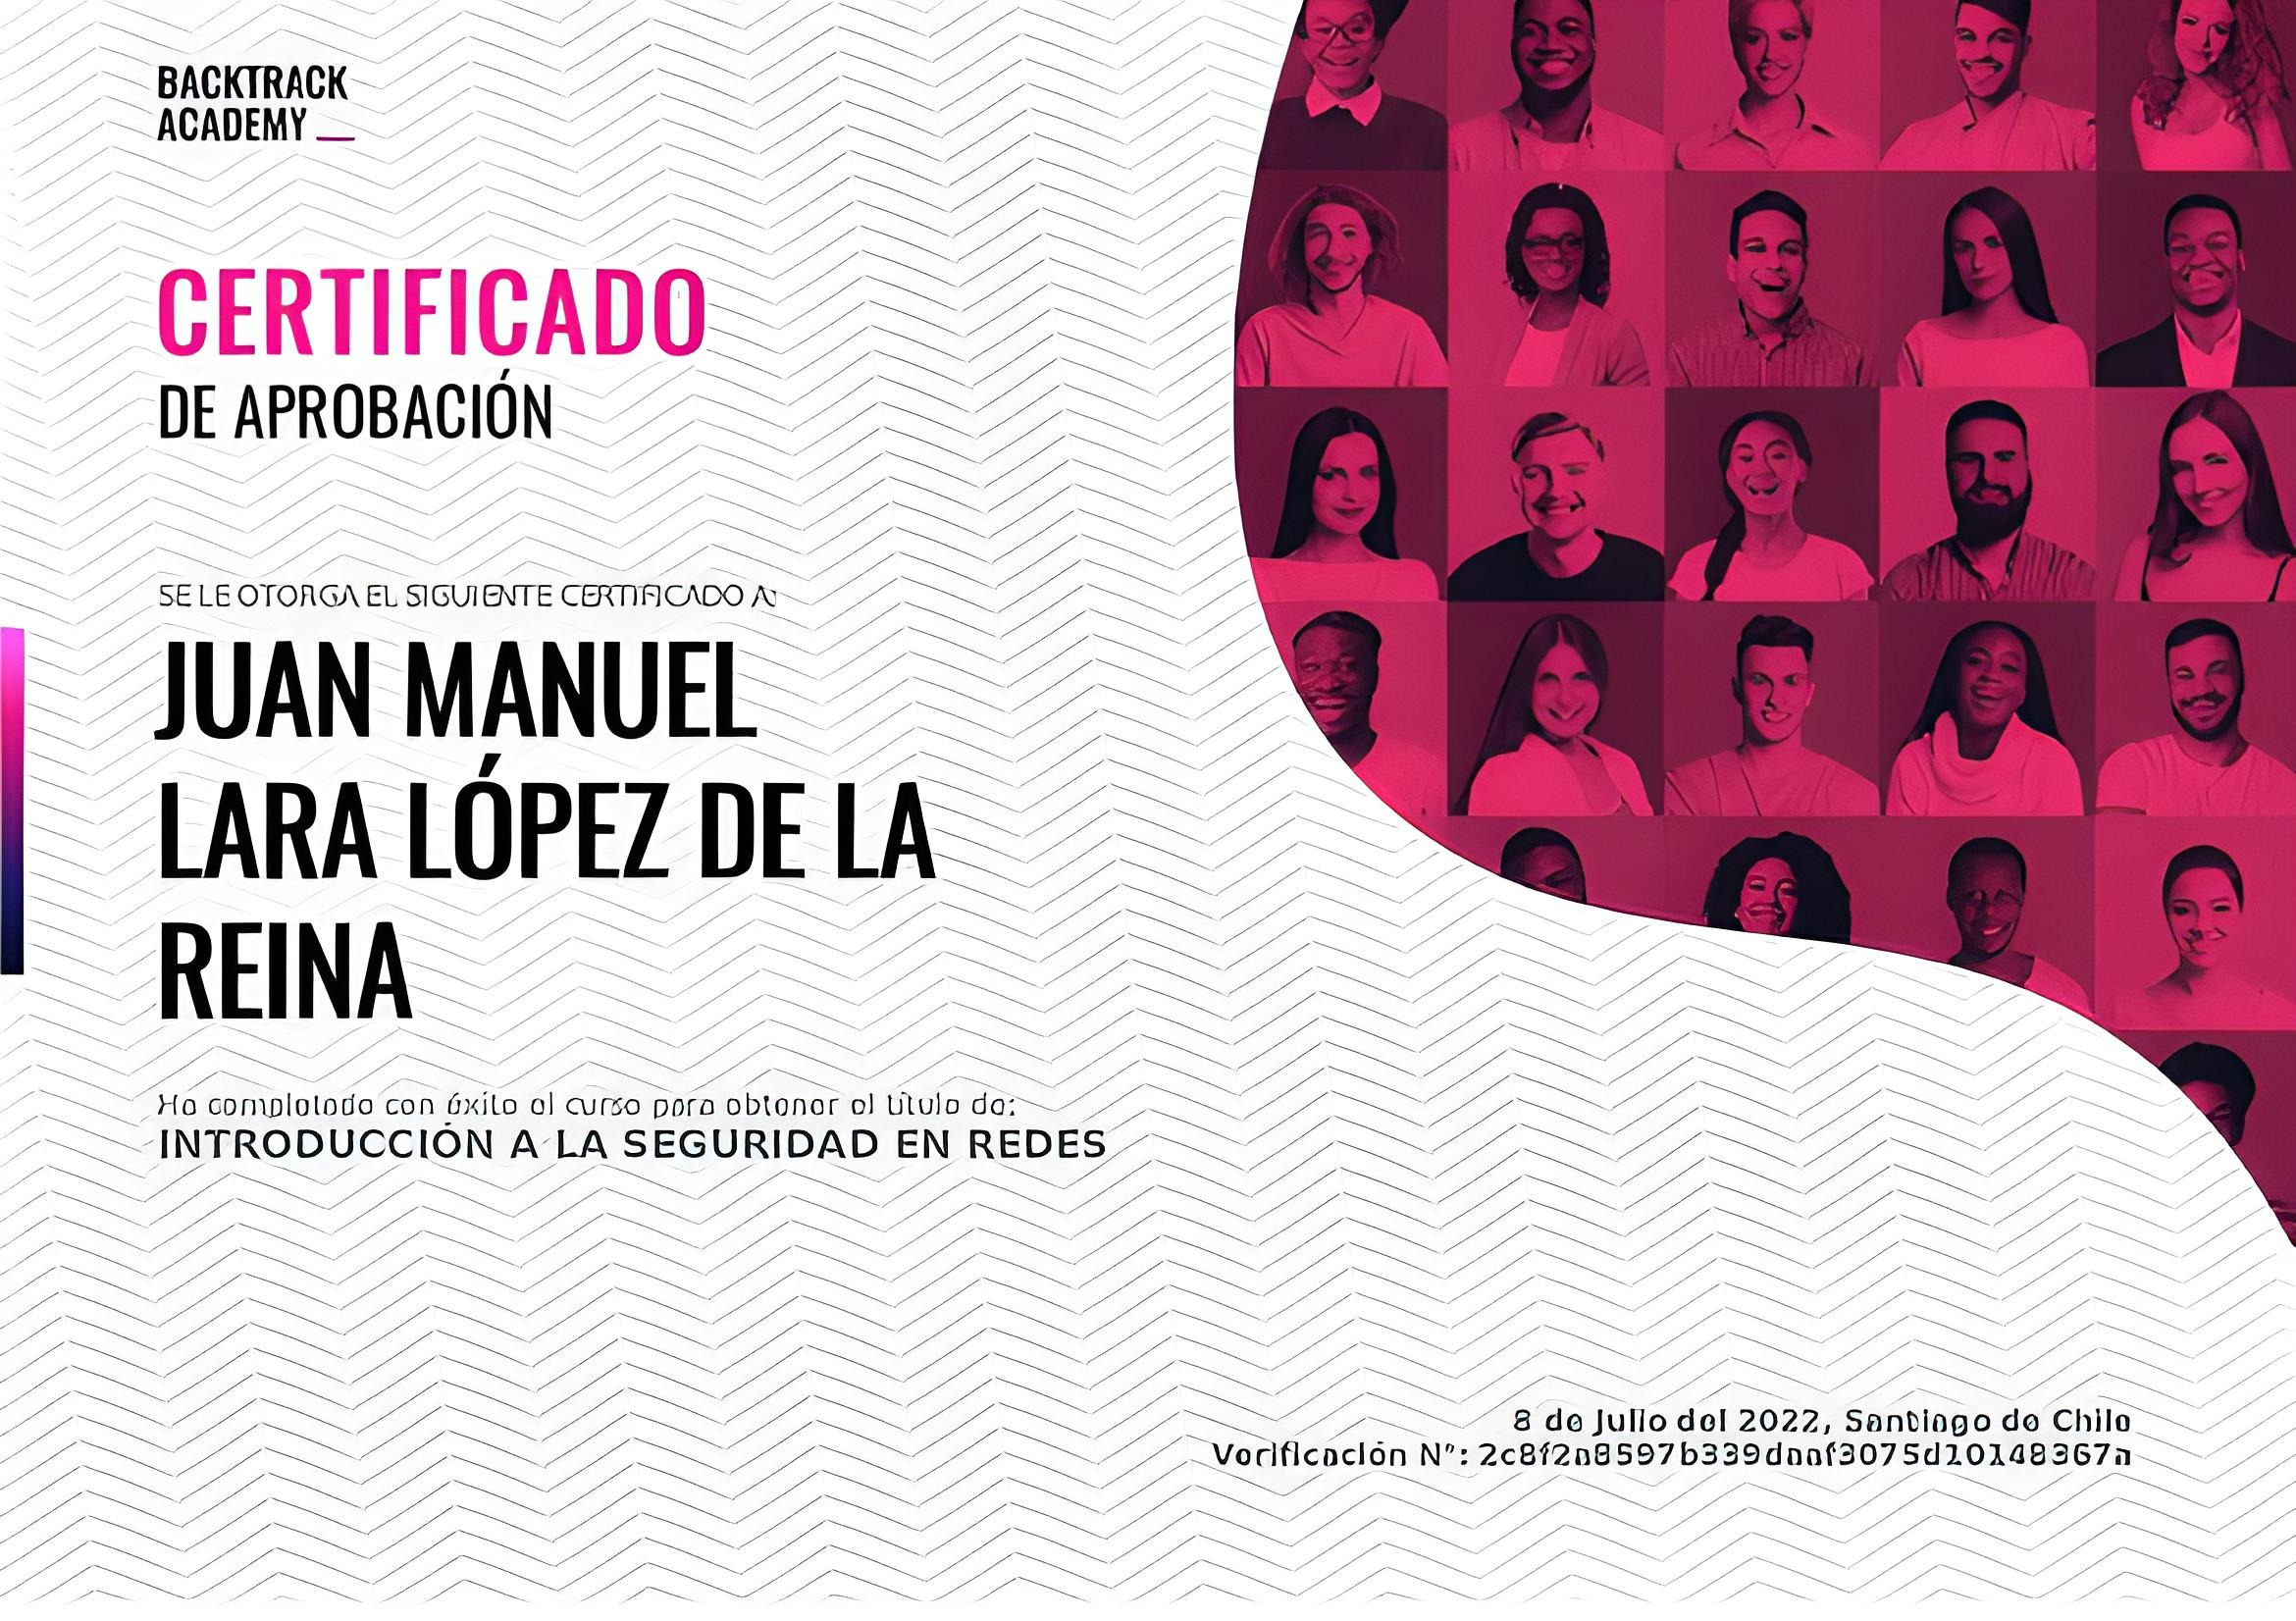 BACKTRACK
ACADEMY
CERTIFICADO
DE APROBACIÓN
SE LE OTORGA EL SIGUIENTE CERTIFICADO A:
JUAN MANUEL
LARA LÓPEZ DE LA
REINA
Ha completado con éxito el curso para obtener el título de:
INTRODUCCIÓN A LA SEGURIDAD EN REDES
8 de Julio del 2022, Santiago de Chile
Verificación N°: